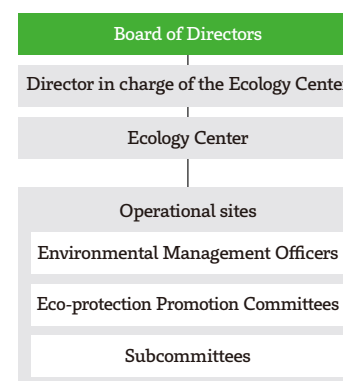 Board of Directors
Director in charge of the Ecology Center
Ecology Center
Operational sites
Environmental Management Officers
Eco-protection Promotion Committees
Subcommittees